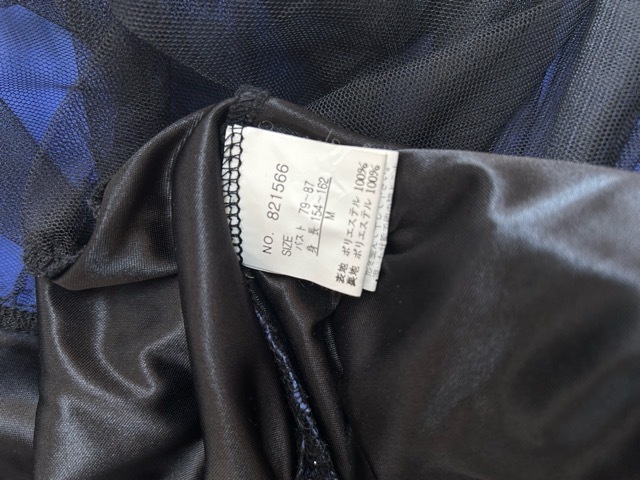 NO. 821566
SIZE
バスト 79~87
身長 154~162
M
表地 ポリエステル 100%
裏地 ポリエステル 100%